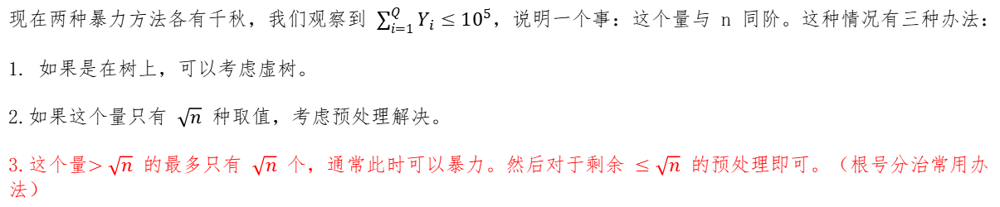 现在两种暴力方法各有千秋，我们观察到 $\sum_{i=1}^{Q} Y_i \leq 10^5$，说明一个事：这个量与 n 同阶。这种情况有三种办法：
1. 如果是在树上，可以考虑虚树。
2.如果这个量只有 $\sqrt{n}$ 种取值，考虑预处理解决。
3.这个量> $\sqrt{n}$ 的最多只有 $\sqrt{n}$ 个，通常此时可以暴力。然后对于剩余 $\leq \sqrt{n}$ 的预处理即可。（根号分治常用办
法）